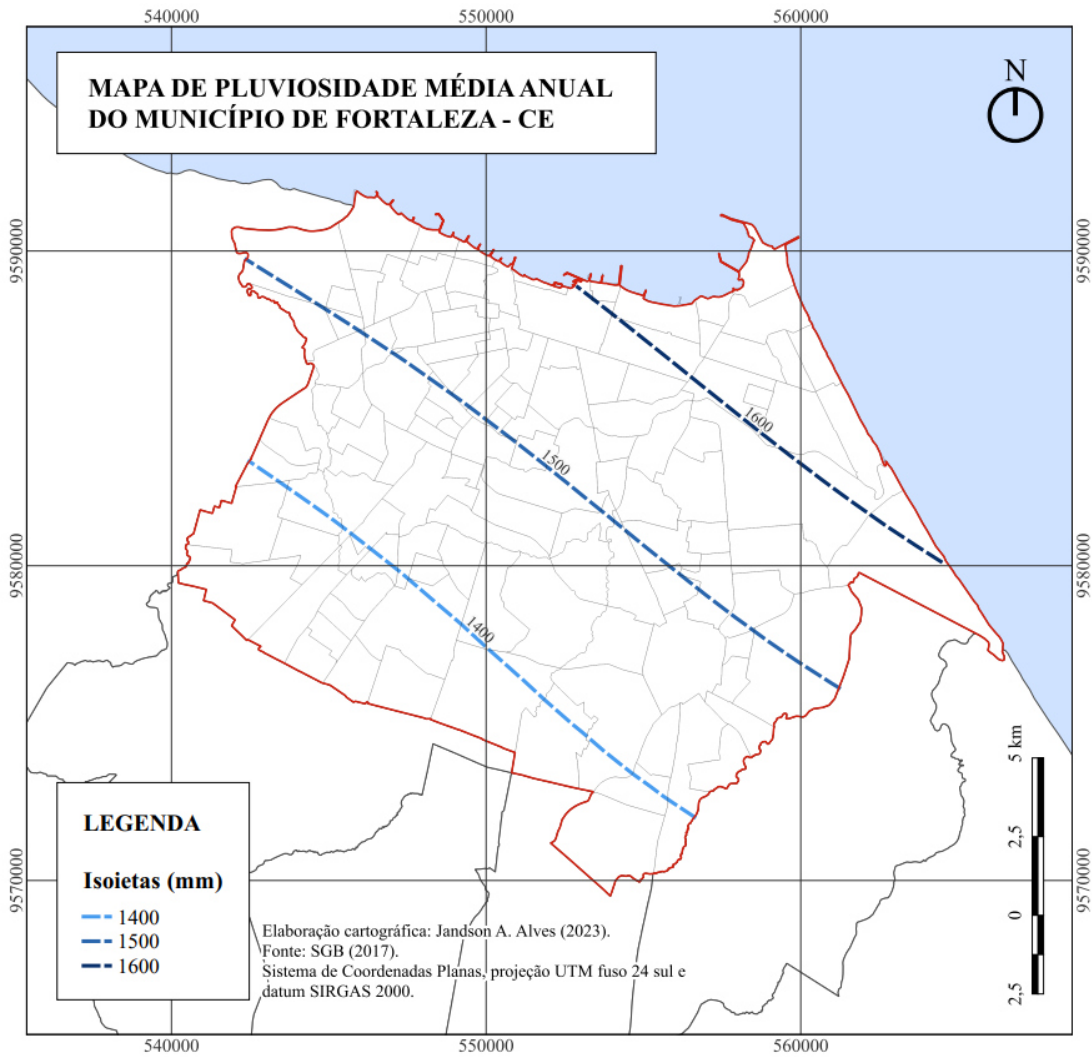 540000
550000
560000
MAPA DE PLUVIOSIDADE MÉDIA ANUAL
DO MUNICÍPIO DE FORTALEZA - CE
N
9590000
9590000
1600
1500
9580000
9580000
1400
5 km
2,5
0
2,5
LEGENDA
Isoietas (mm)
1400
1500
1600
9570000
9570000
Elaboração cartográfica: Jandson A. Alves (2023).
Fonte: SGB (2017).
Sistema de Coordenadas Planas, projeção UTM fuso 24 sul e
datum SIRGAS 2000.
540000
550000
560000